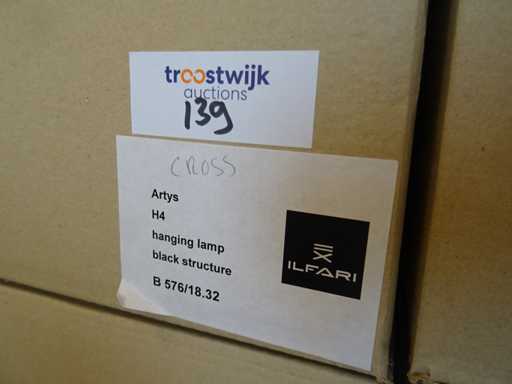 troostwijk
auctions
139
CROSS
Artys
H4
hanging lamp
black structure
B 576/18.32
ILFARI